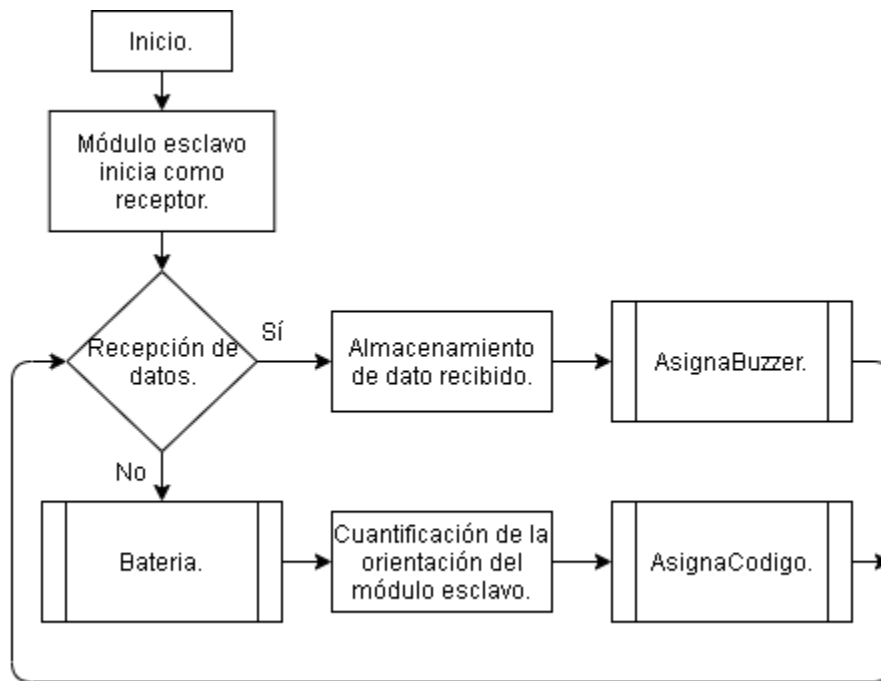 Inicio.
Módulo esclavo
inicia como
receptor.
Recepción de
datos.
Sí
Almacenamiento
de dato recibido.
AsignaBuzzer.
No
Bateria.
Cuantificación de la
orientación del
módulo esclavo.
AsignaCodigo.